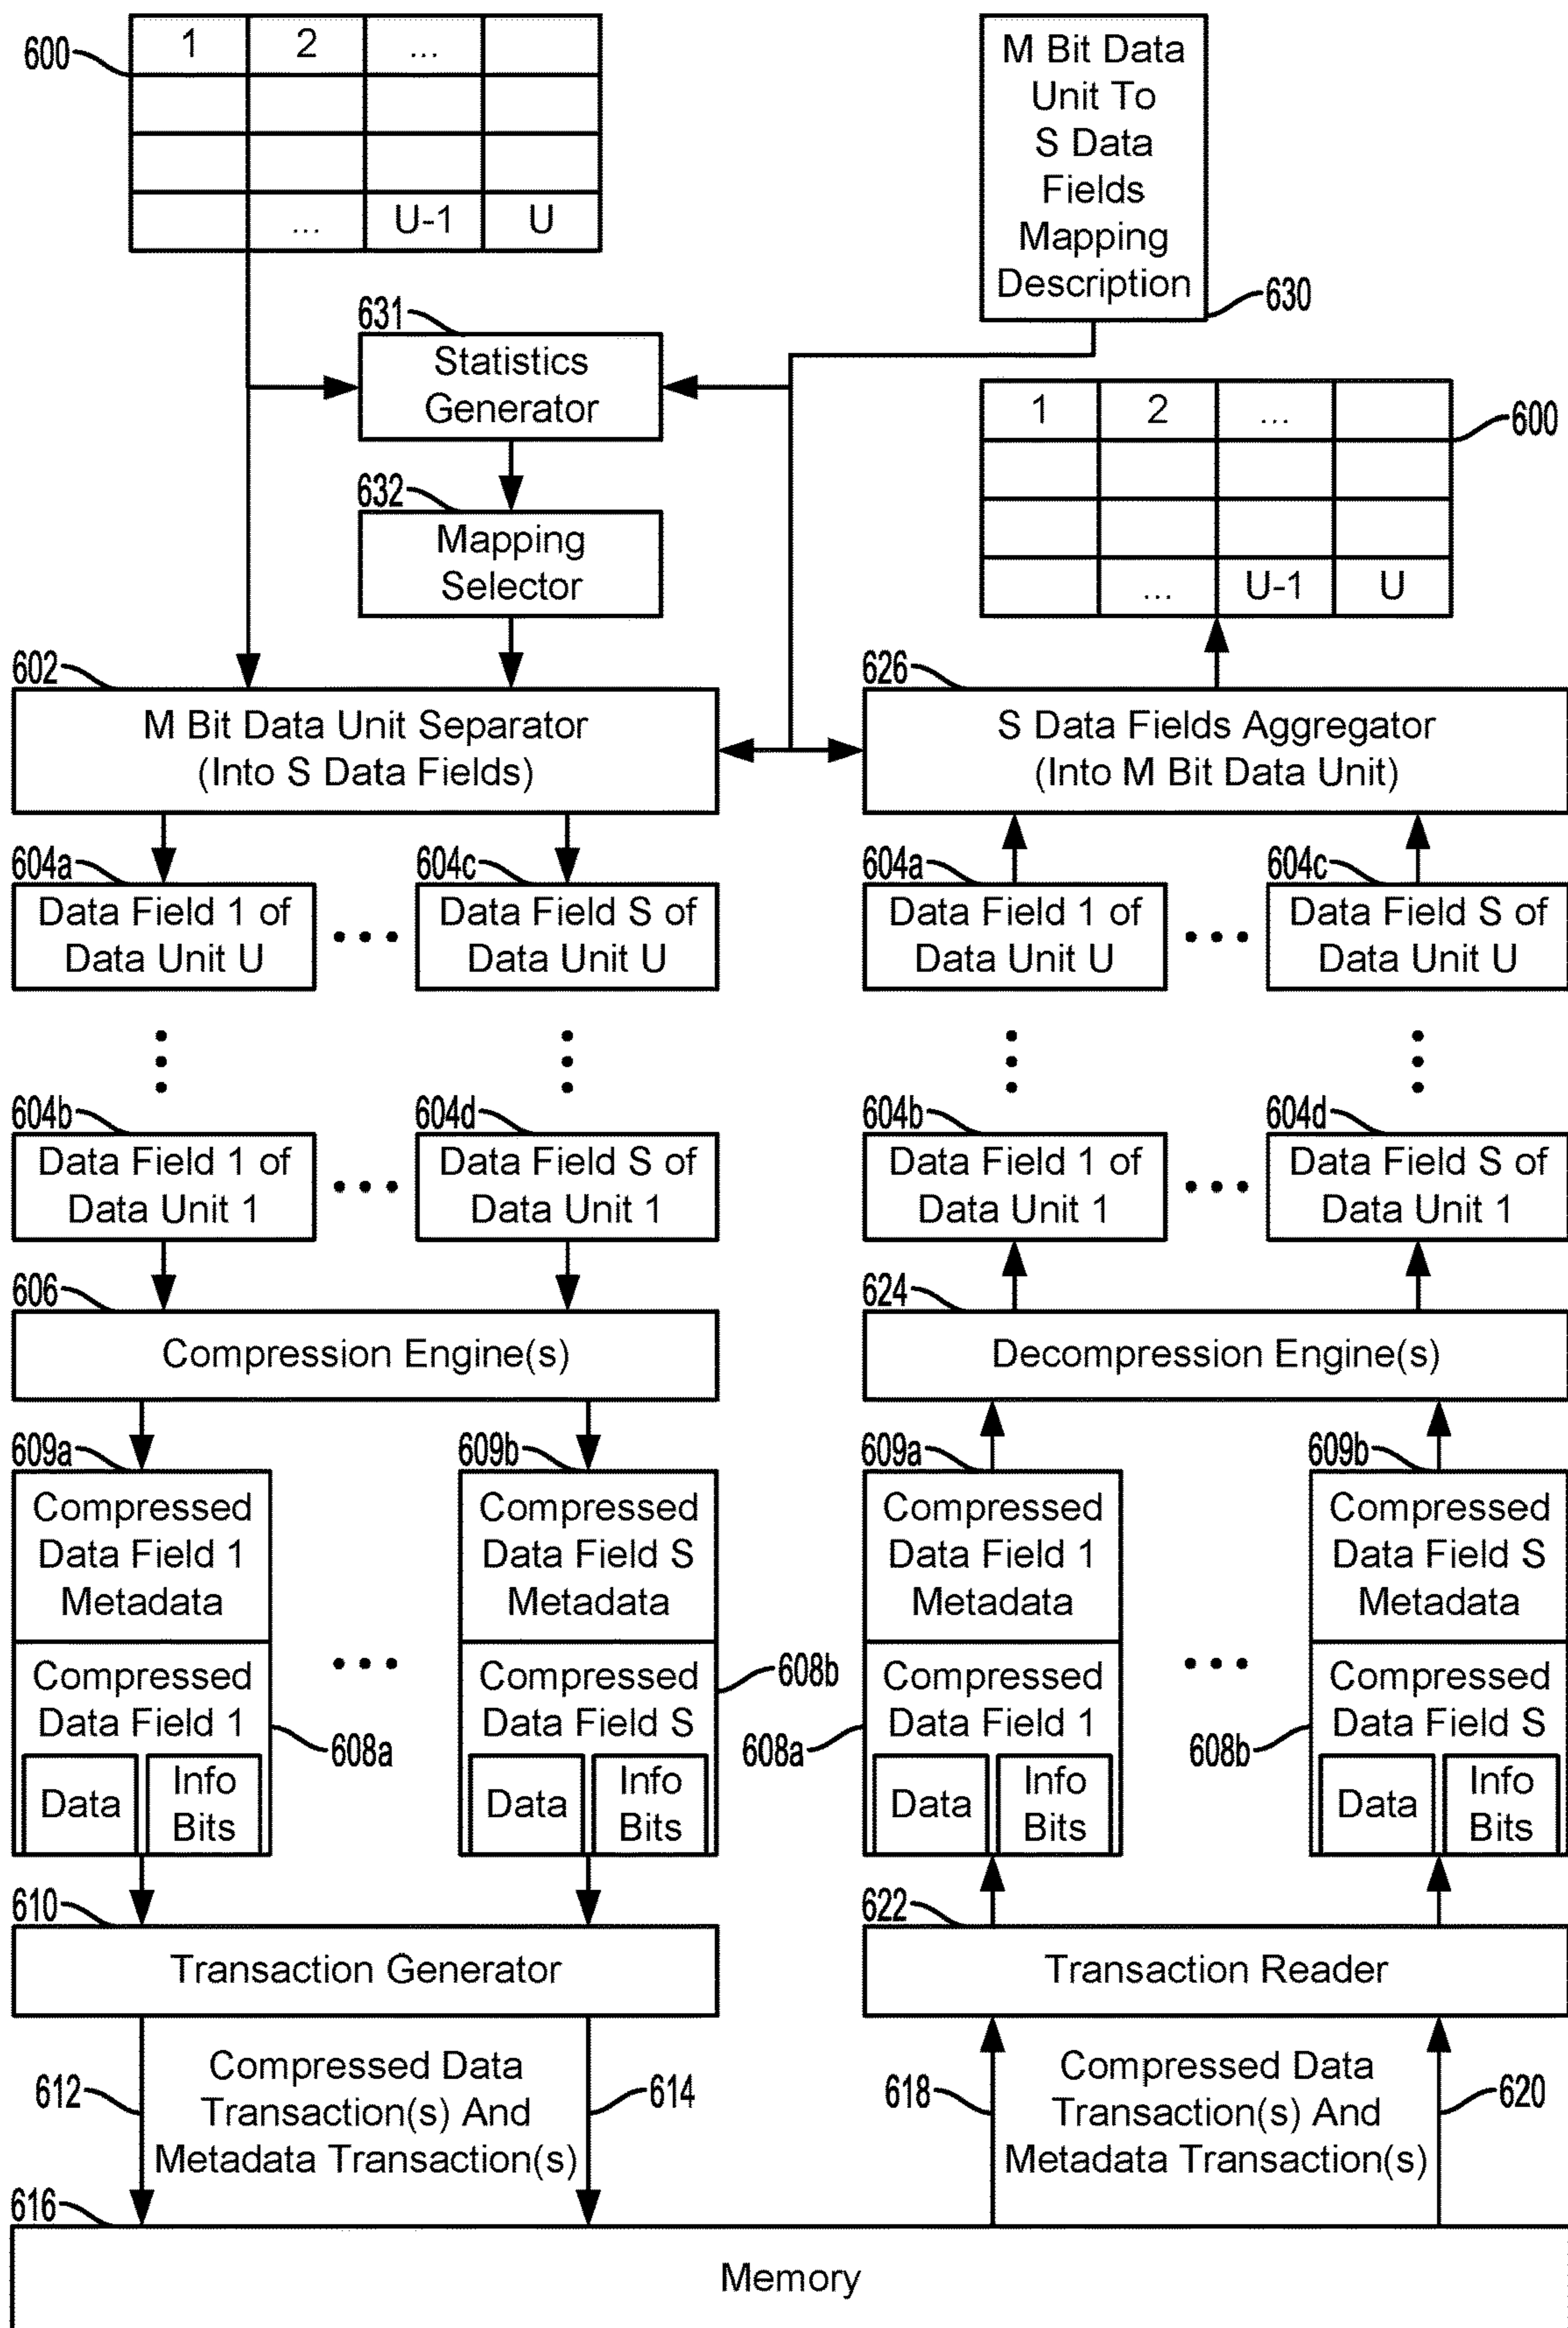 600
1
2
...
...
U-1
U
M Bit Data
Unit To
S Data
Fields
Mapping
Description
630
631
Statistics
Generator
632
Mapping
Selector
1
2
...
600
...
U-1
U
602
M Bit Data Unit Separator
(Into S Data Fields)
626
S Data Fields Aggregator
(Into M Bit Data Unit)
604a
Data Field 1 of
Data Unit U
604c
Data Field S of
Data Unit U
604a
Data Field 1 of
Data Unit U
604c
Data Field S of
Data Unit U
604b
Data Field 1 of
Data Unit 1
604d
Data Field S of
Data Unit 1
604b
Data Field 1 of
Data Unit 1
604d
Data Field S of
Data Unit 1
606
Compression Engine(s)
624
Decompression Engine(s)
609a
Compressed
Data Field 1
Metadata
Compressed
Data Field 1
Data
Info
Bits
608a
609b
Compressed
Data Field S
Metadata
Compressed
Data Field S
Data
Info
Bits
608b
609a
Compressed
Data Field 1
Metadata
Compressed
Data Field 1
Data
Info
Bits
608a
609b
Compressed
Data Field S
Metadata
Compressed
Data Field S
Data
Info
Bits
608b
610
Transaction Generator
622
Transaction Reader
612
Compressed Data
Transaction(s) And
Metadata Transaction(s)
614
618
Compressed Data
Transaction(s) And
Metadata Transaction(s)
620
616
Memory